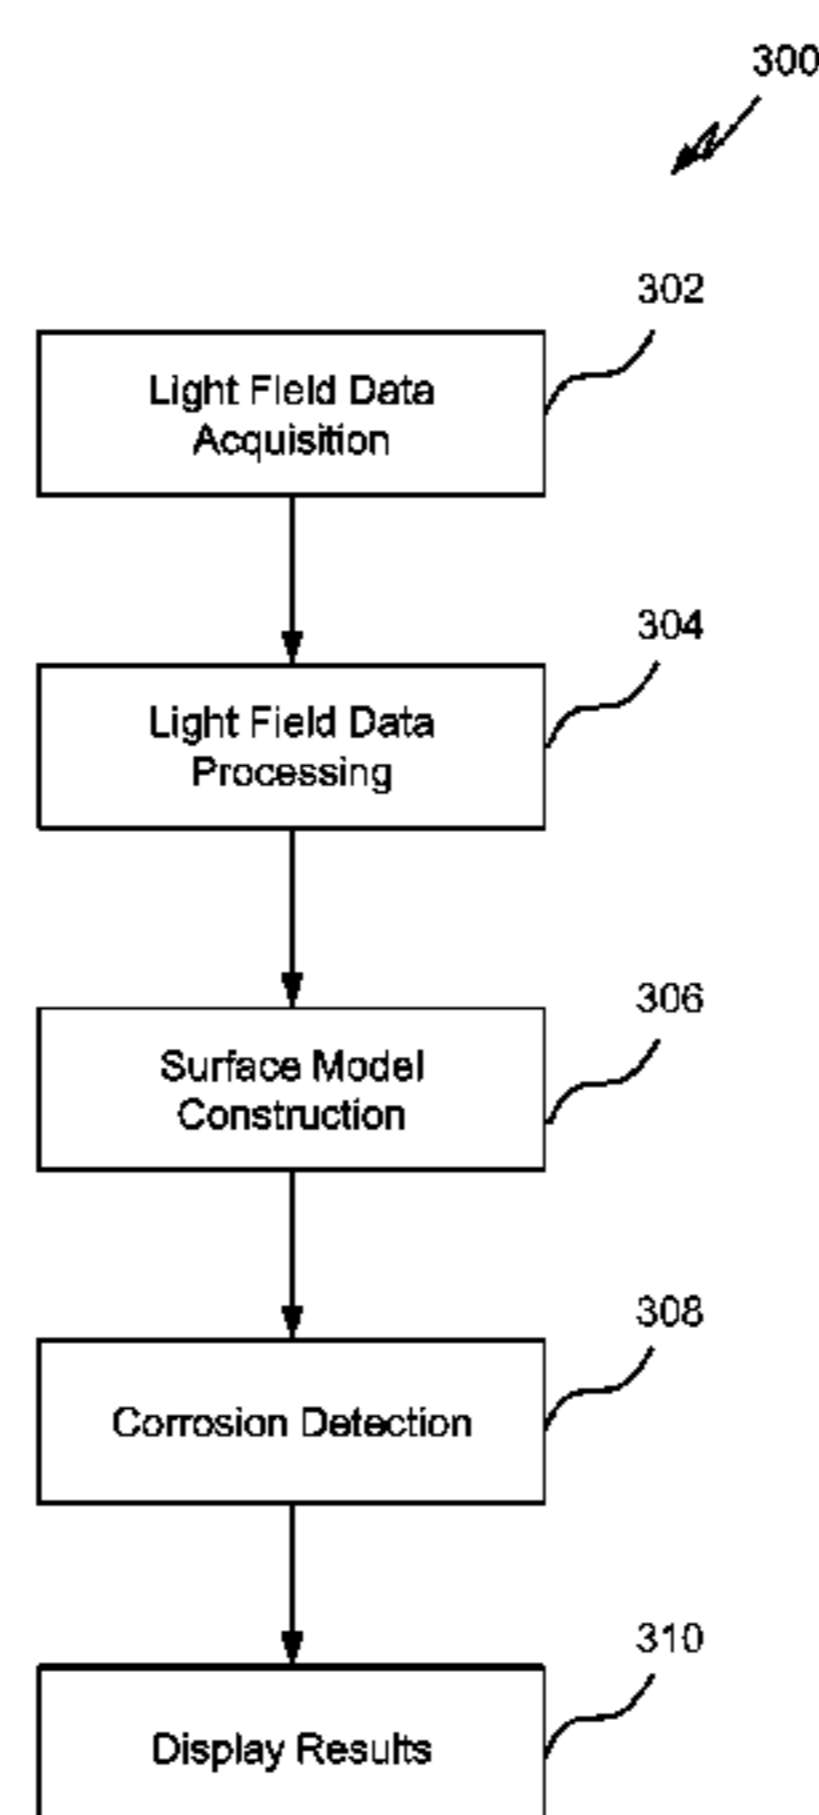 300
302
Light Field Data
Acquisition
304
Light Field Data
Processing
306
Surface Model
Construction
308
Corrosion Detection
310
Display Results